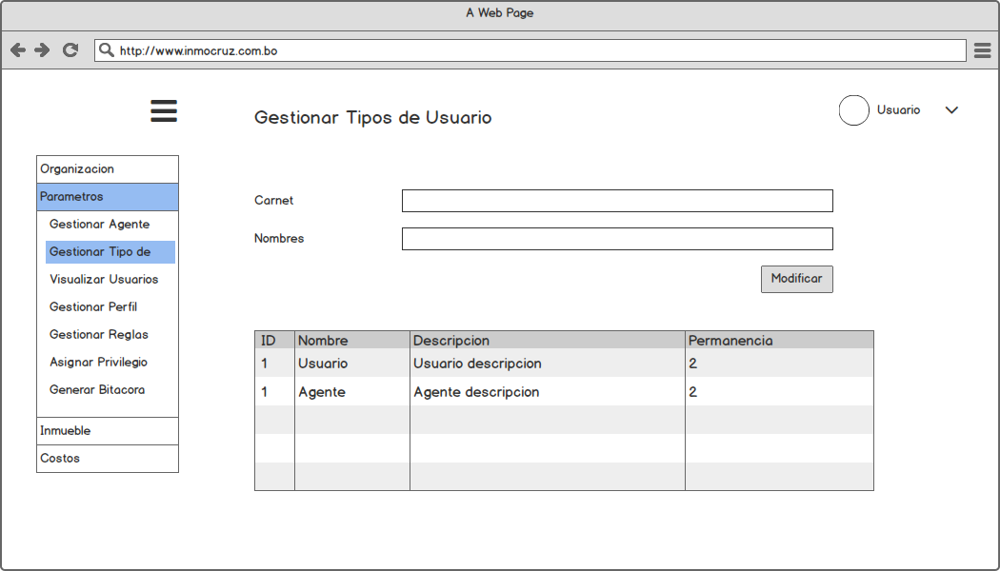 A Web Page
http://www.inmocruz.com.bo
Gestionar Tipos de Usuario
Usuario
Organizacion
Parametros
Gestionar Agente
Gestionar Tipo de
Visualizar Usuarios
Gestionar Perfil
Gestionar Reglas
Asignar Privilegio
Generar Bitacora
Inmueble
Costos
Carnet
Nombres
Modificar
ID Nombre Descripcion Permanencia
1 Usuario Usuario descripcion 2
1 Agente Agente descripcion 2